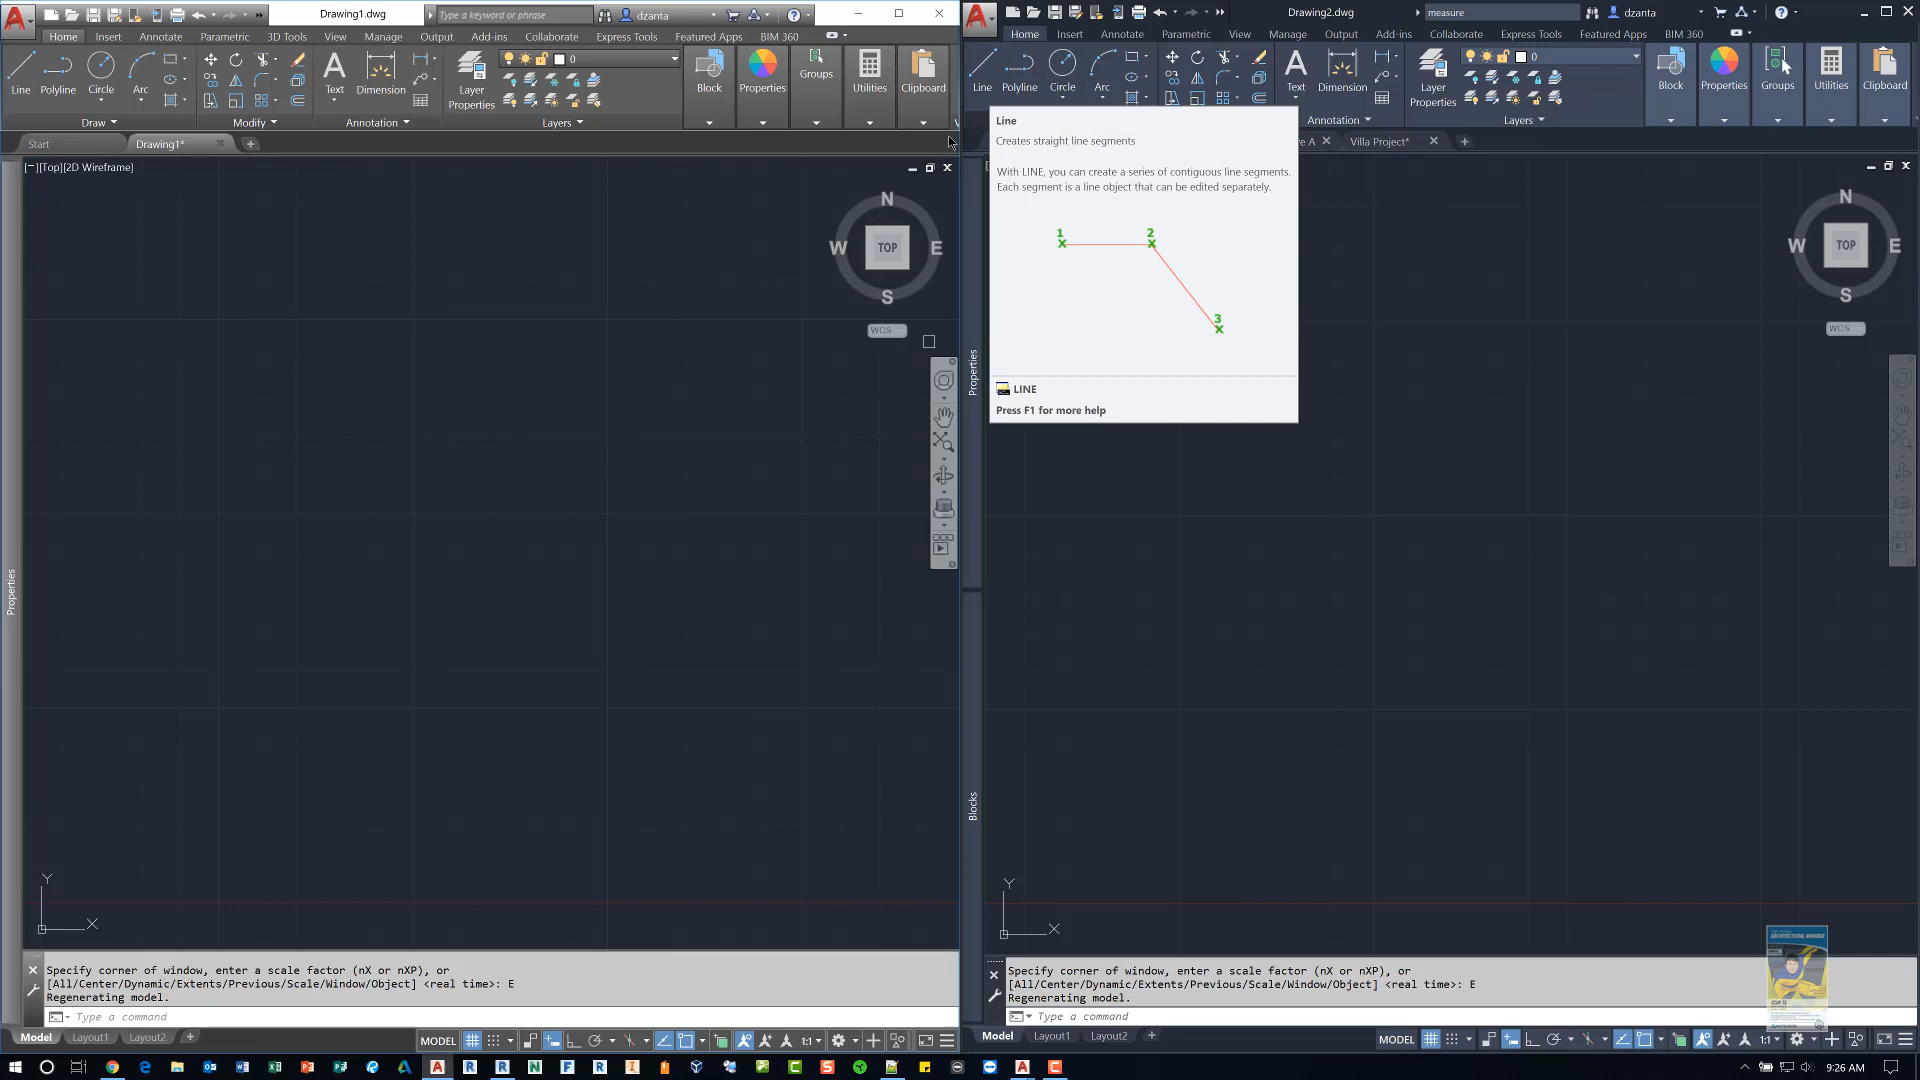 Drawing1.dwg
Type a keyword or phrase
dzanta
Home Insert Annotate Parametric 3D Tools View Manage Output Add-ins Collaborate Express Tools Featured Apps BIM 360
0
Line Polyline Circle Arc
Text Dimension
Layer
Properties
Block Properties Groups Utilities Clipboard
Draw Modify Annotation Layers
Start Drawing1*
[−][Top][2D Wireframe]
N
W TOP E
S
WCS
Properties
Y
X
Specify corner of window, enter a scale factor (nX or nXP), or
[All/Center/Dynamic/Extents/Previous/Scale/Window/Object] <real time>: E
Regenerating model.
Type a command
Model Layout1 Layout2
MODEL 1:1
Drawing2.dwg
measure
dzanta
Home Insert Annotate Parametric View Manage Output Add-ins Collaborate Express Tools Featured Apps BIM 360
0
Line Polyline Circle Arc
Text Dimension
Layer
Properties
Block Properties Groups Utilities Clipboard
Annotation Layers
re A Villa Project*
Line
Creates straight line segments
With LINE, you can create a series of contiguous line segments.
Each segment is a line object that can be edited separately.
1 2
3
LINE
Press F1 for more help
N
W TOP E
S
WCS
Properties
Blocks
Y
X
ARCHITECTURAL WONDER
Specify corner of window, enter a scale factor (nX or nXP), or
[All/Center/Dynamic/Extents/Previous/Scale/Window/Object] <real time>: E
Regenerating model.
Type a command
Model Layout1 Layout2
MODEL 1:1
9:26 AM